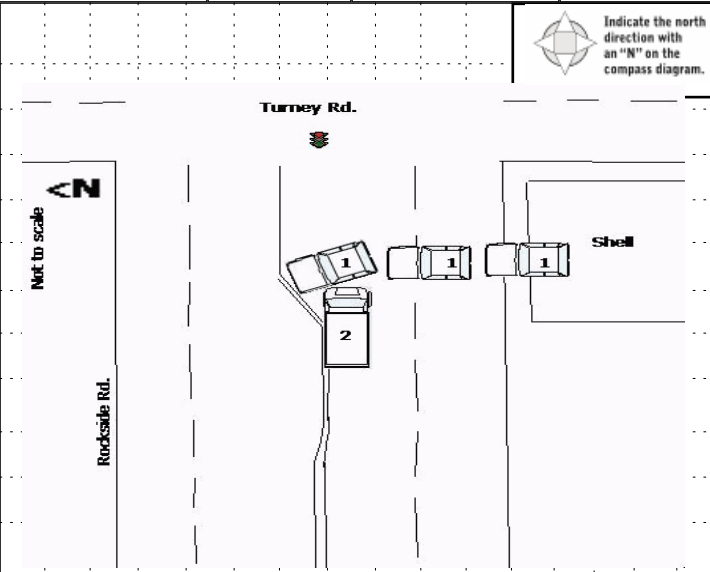 Indicate the north
direction with
an “N” on the
compass diagram.
Turney Rd.
<N
Not to scale
Shell
1
1
1
2
Rockside Rd.